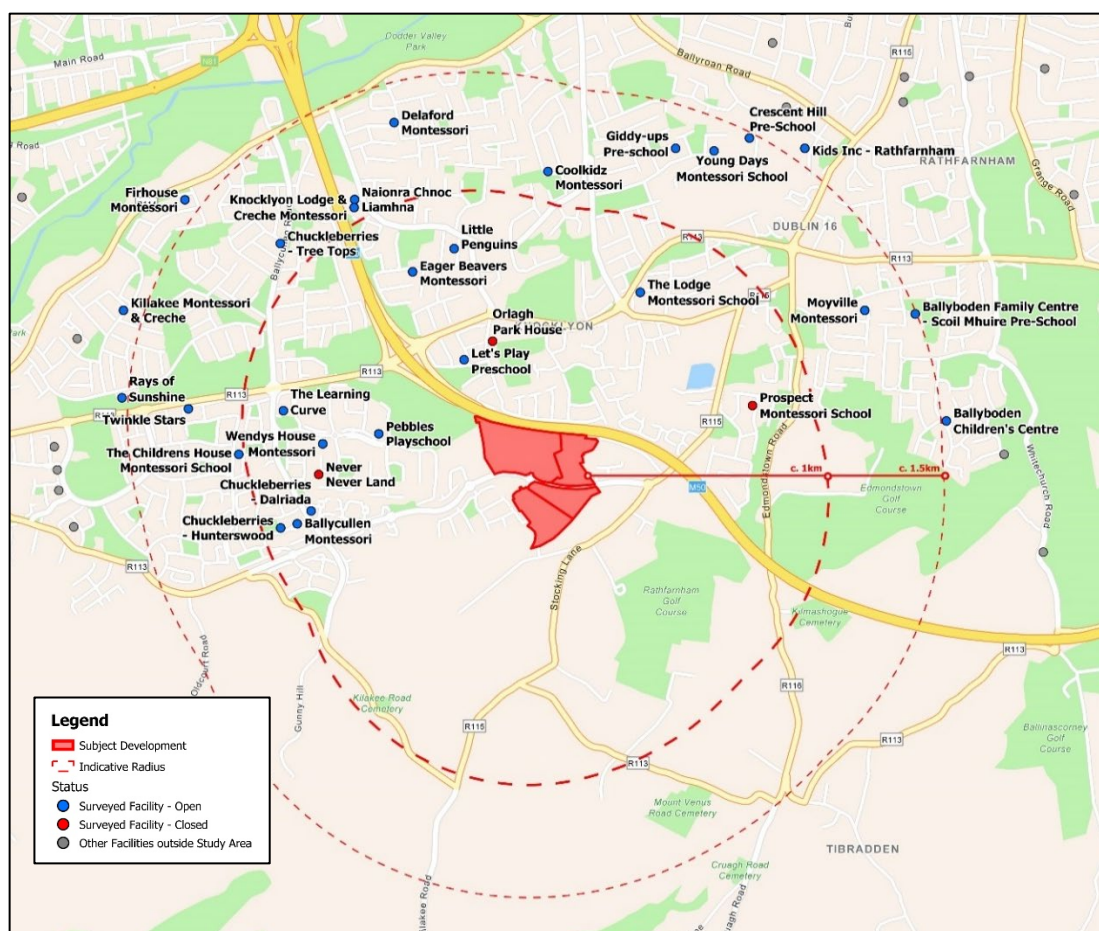 Dodder Valley
Park
Main Road
N81
R115
Ballyroan Road
Delaford
Montessori
Crescent Hill
Pre-School
Giddy-ups
Pre-school
Young Days
Montessori School
Kids Inc - Rathfarnham
RATHFARNHAM
Grange Road
Coolkidz
Montessori
Firhouse
Montessori
Knocklyon Lodge &
Creche Montessori
Naionra Chnoc
Liamhna
DUBLIN 16
R113
R113
Chuckleberries
- Tree Tops
Little
Penguins
Eager Beavers
Montessori
The Lodge
Montessori School
Killakee Montessori
& Creche
Moyville
Montessori
Ballyboden Family Centre
- Scoil Mhuire Pre-School
Orlagh
Park House
Let's Play
Preschool
Rays of
Sunshine
R113
R113
Twinkle Stars
The Learning
Curve
Pebbles
Playschool
R115
Prospect
Montessori School
Ballyboden
Children's Centre
Wendys House
Montessori
The Childrens House
Montessori School
Never
Never Land
c. 1km
c. 1.5km
M50
Edmondstown Road
Edmondstown
Golf
Course
Whitechurch Road
Chuckleberries
- Dalriada
Chuckleberries
- Hunterswood
Ballycullen
Montessori
R113
Stocking Lane
Rathfarnham
Golf
Course
Kilmashogue
Cemetery
R113
Oldcourt Road
Gunny Hill
Kilakee Road
Cemetery
R116
R115
R113
R113
Ballinascorney
Golf
Course
Mount Venus
Road Cemetery
TIBRADDEN
Cruagh Road
Cemetery
Legend
Subject Development
Indicative Radius
Status
Surveyed Facility - Open
Surveyed Facility - Closed
Other Facilities outside Study Area